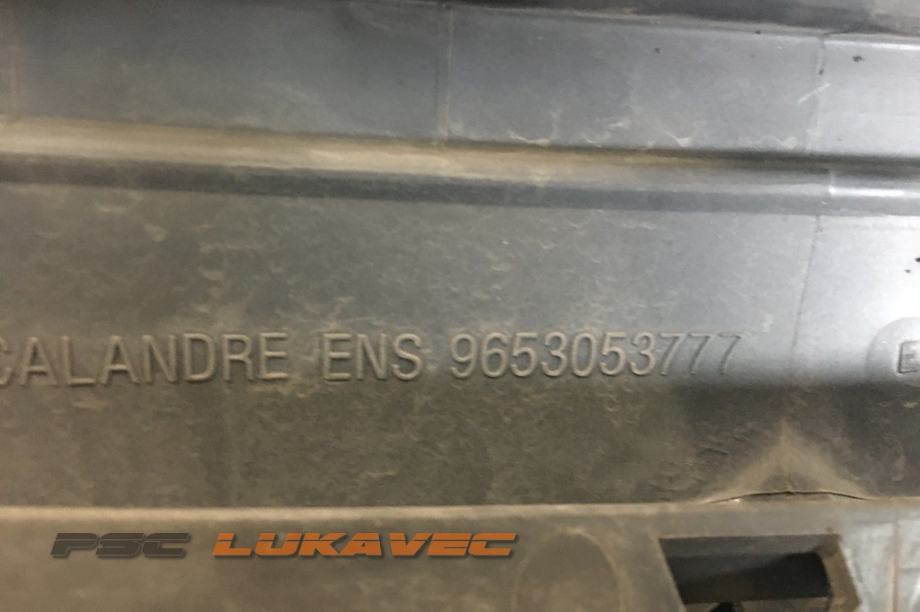 CALANDRE ENS 9653053777
E
PSC LUKAVEC